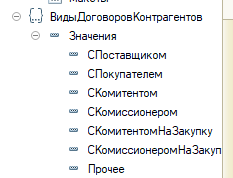 ВидыДоговоровКонтрагентов
Значения
СПоставщиком
СПокупателем
СКомитентом
СКомиссионером
СКомитентомНаЗакупку
СКомиссионеромНаЗакуп
Прочее